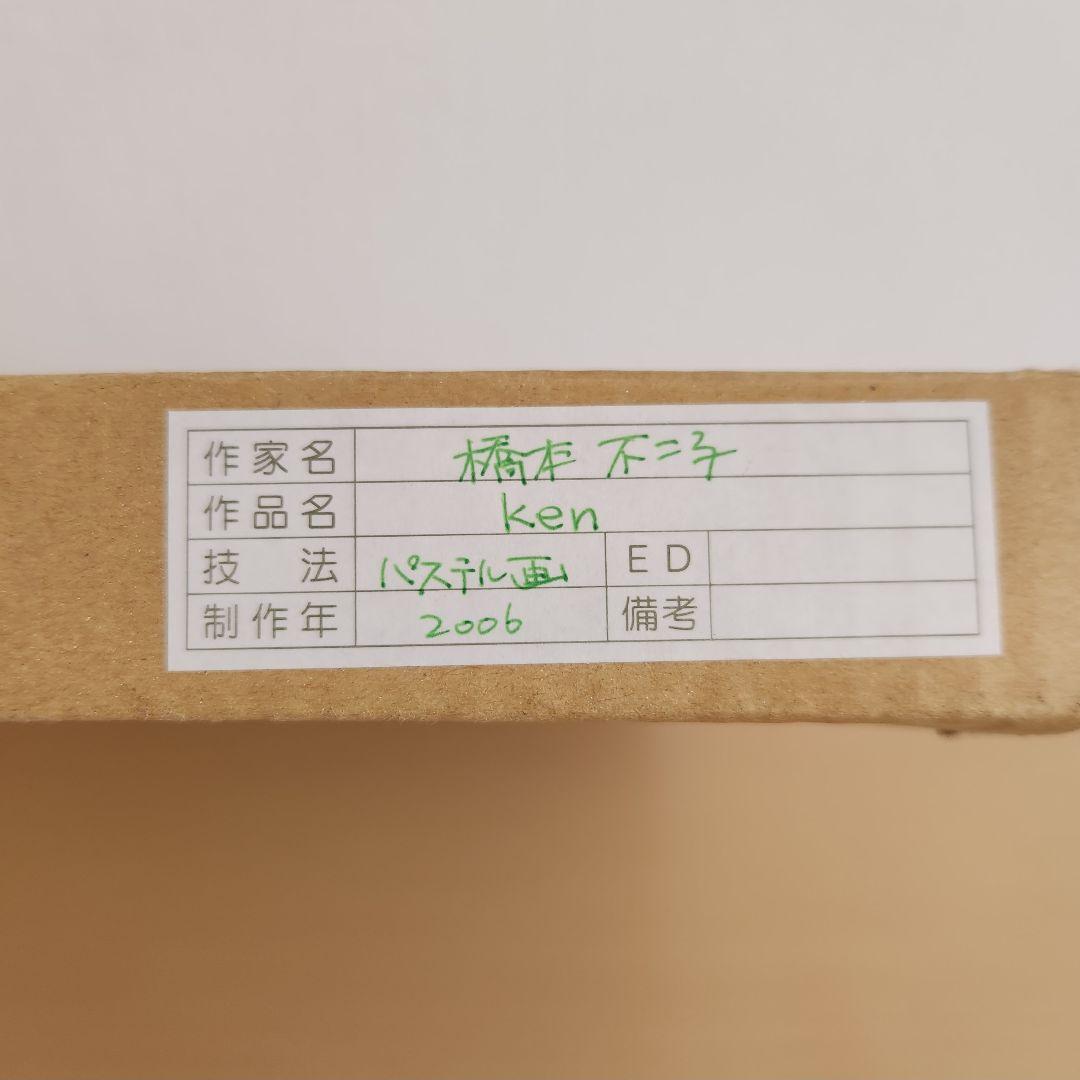 作家名 橋本 不二子
作品名 ken
技法 パステル画 ED
制作年 2006 備考